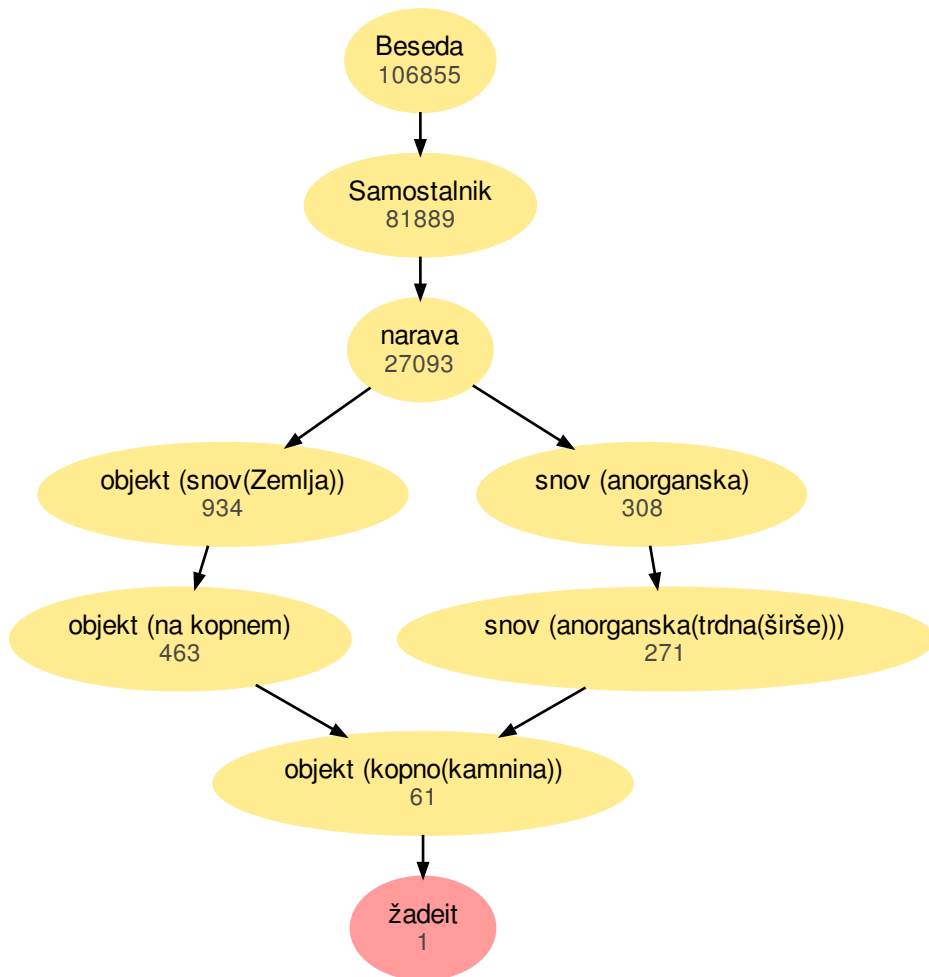 Beseda
106855
Samostalnik
81889
narava
27093
objekt (snov(Zemlja))
934
snov (anorganska)
308
objekt (na kopnem)
463
snov (anorganska(trdna(širše)))
271
objekt (kopno(kamnina))
61
žadeit
1